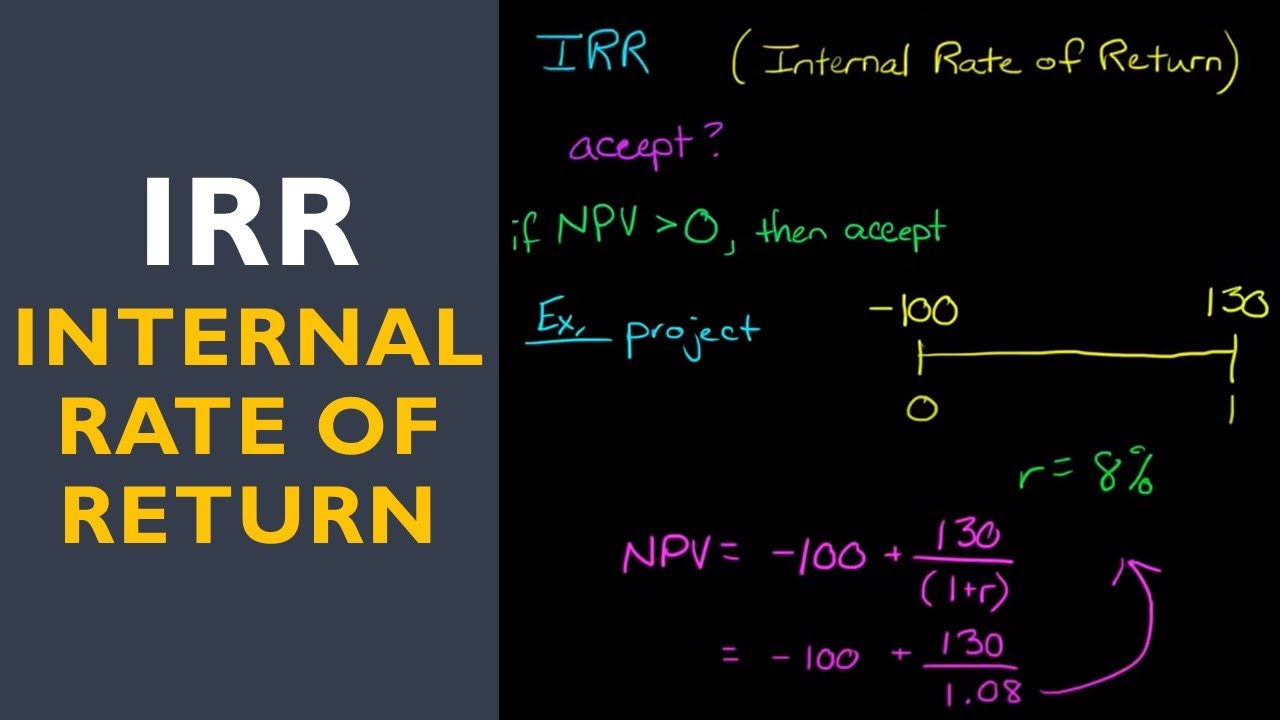 IRR
INTERNAL
RATE OF
RETURN
IRR (Internal Rate of Return)
accept?
if NPV > 0, then accept
Ex. project
-100 130
0 1
r = 8%
NPV = -100 + 130/(1+r)
= -100 + 130/1.08